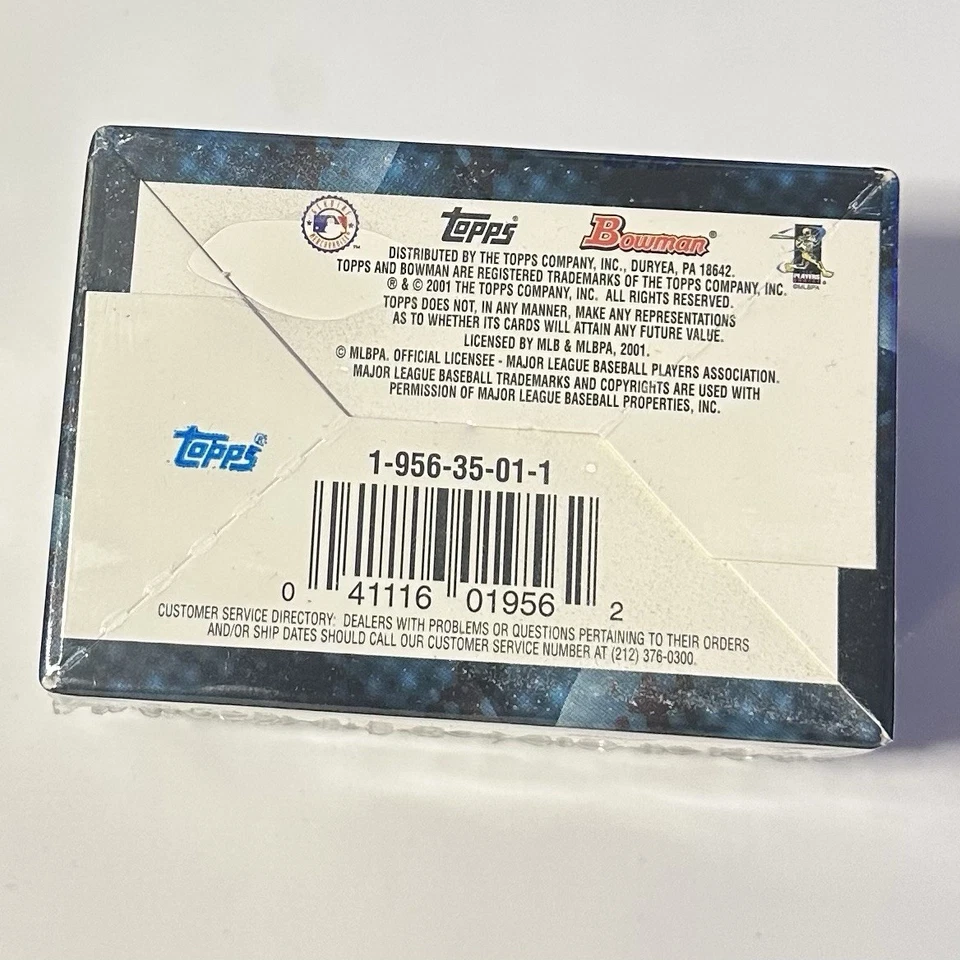 Topps® Bowman®
TM
DISTRIBUTED BY THE TOPPS COMPANY, INC., DURYEA, PA 18642.
TOPPS AND BOWMAN ARE REGISTERED TRADEMARKS OF THE TOPPS COMPANY, INC.
® & © 2001 THE TOPPS COMPANY, INC. ALL RIGHTS RESERVED.
TOPPS DOES NOT, IN ANY MANNER, MAKE ANY REPRESENTATIONS
AS TO WHETHER ITS CARDS WILL ATTAIN ANY FUTURE VALUE.
LICENSED BY MLB & MLBPA, 2001.
© MLBPA. OFFICIAL LICENSEE - MAJOR LEAGUE BASEBALL PLAYERS ASSOCIATION.
MAJOR LEAGUE BASEBALL TRADEMARKS AND COPYRIGHTS ARE USED WITH
PERMISSION OF MAJOR LEAGUE BASEBALL PROPERTIES, INC.
PLAYERS
©MLBPA
Topps®
1-956-35-01-1
0 41116 01956 2
CUSTOMER SERVICE DIRECTORY: DEALERS WITH PROBLEMS OR QUESTIONS PERTAINING TO THEIR ORDERS
AND/OR SHIP DATES SHOULD CALL OUR CUSTOMER SERVICE NUMBER AT (212) 376-0300.